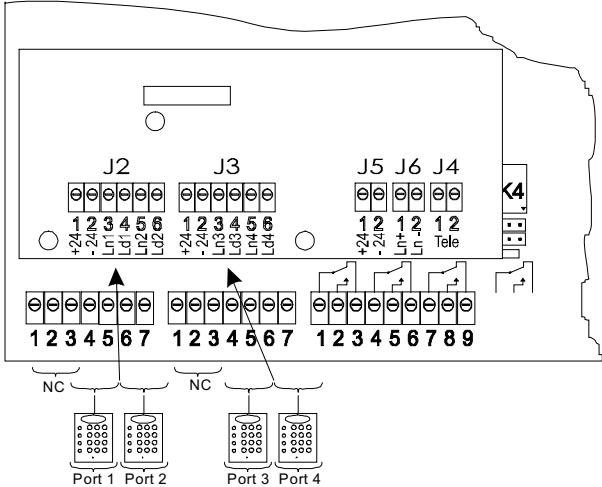 J2 J3 J5 J6 J4
K4
1 2 3 4 5 6 1 2 3 4 5 6 1 2 1 2 1 2
+24 -24 Ln1 Ld1 Ln2 Ld2 +24 -24 Ln3 Ld3 Ln4 Ld4 +24 -24 Ln+ Ln- Tele
1 2 3 4 5 6 7 1 2 3 4 5 6 7 1 2 3 4 5 6 7 8 9
NC NC
Port 1 Port 2 Port 3 Port 4